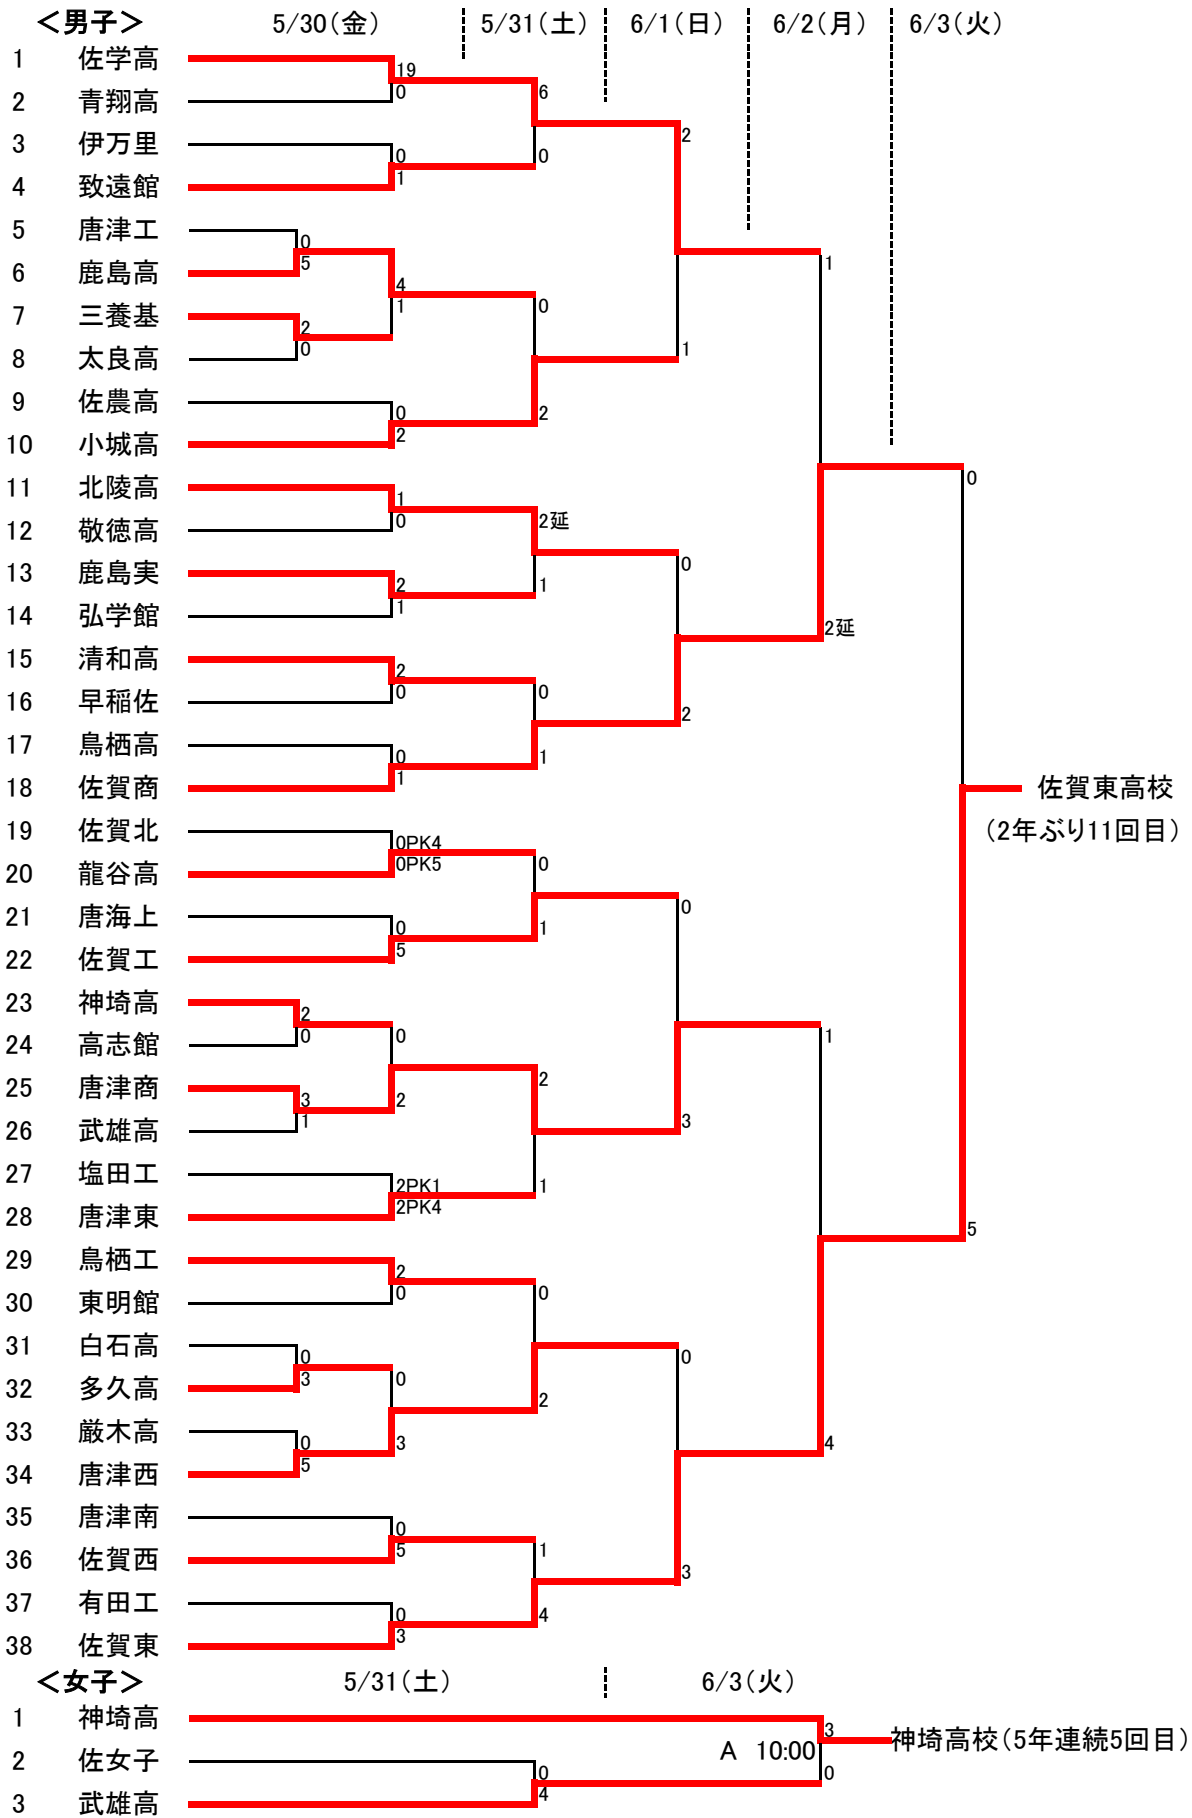 ＜男子＞ 5/30(金) 5/31(土) 6/1(日) 6/2(月) 6/3(火)
1 佐学高
19
2 青翔高
0
6
3 伊万里
0
2
0
4 致遠館
1
5 唐津工
0
6 鹿島高
5
1
4
7 三養基
2
1
0
8 太良高
0
1
9 佐農高
0
2
10 小城高
2
0
11 北陵高
1
12 敬徳高
0
2延
13 鹿島実
2
1
0
14 弘学館
1
2延
15 清和高
2
16 早稲佐
0
0
2
17 鳥栖高
0
1
18 佐賀商
1
佐賀東高校
19 佐賀北
0PK4
(2年ぶり11回目)
20 龍谷高
0PK5
0
21 唐海上
0
1
0
22 佐賀工
5
23 神埼高
2
24 高志館
0
0
1
25 唐津商
3
2
2
26 武雄高
1
3
27 塩田工
2PK1
1
28 唐津東
2PK4
5
29 鳥栖工
2
30 東明館
0
0
31 白石高
0
0
32 多久高
3
0
2
33 厳木高
0
3
4
34 唐津西
5
35 唐津南
0
36 佐賀西
5
1
3
37 有田工
0
4
38 佐賀東
3
＜女子＞ 5/31(土) 6/3(火)
1 神埼高
3
神埼高校(5年連続5回目)
A 10:00
2 佐女子
0
0
3 武雄高
4